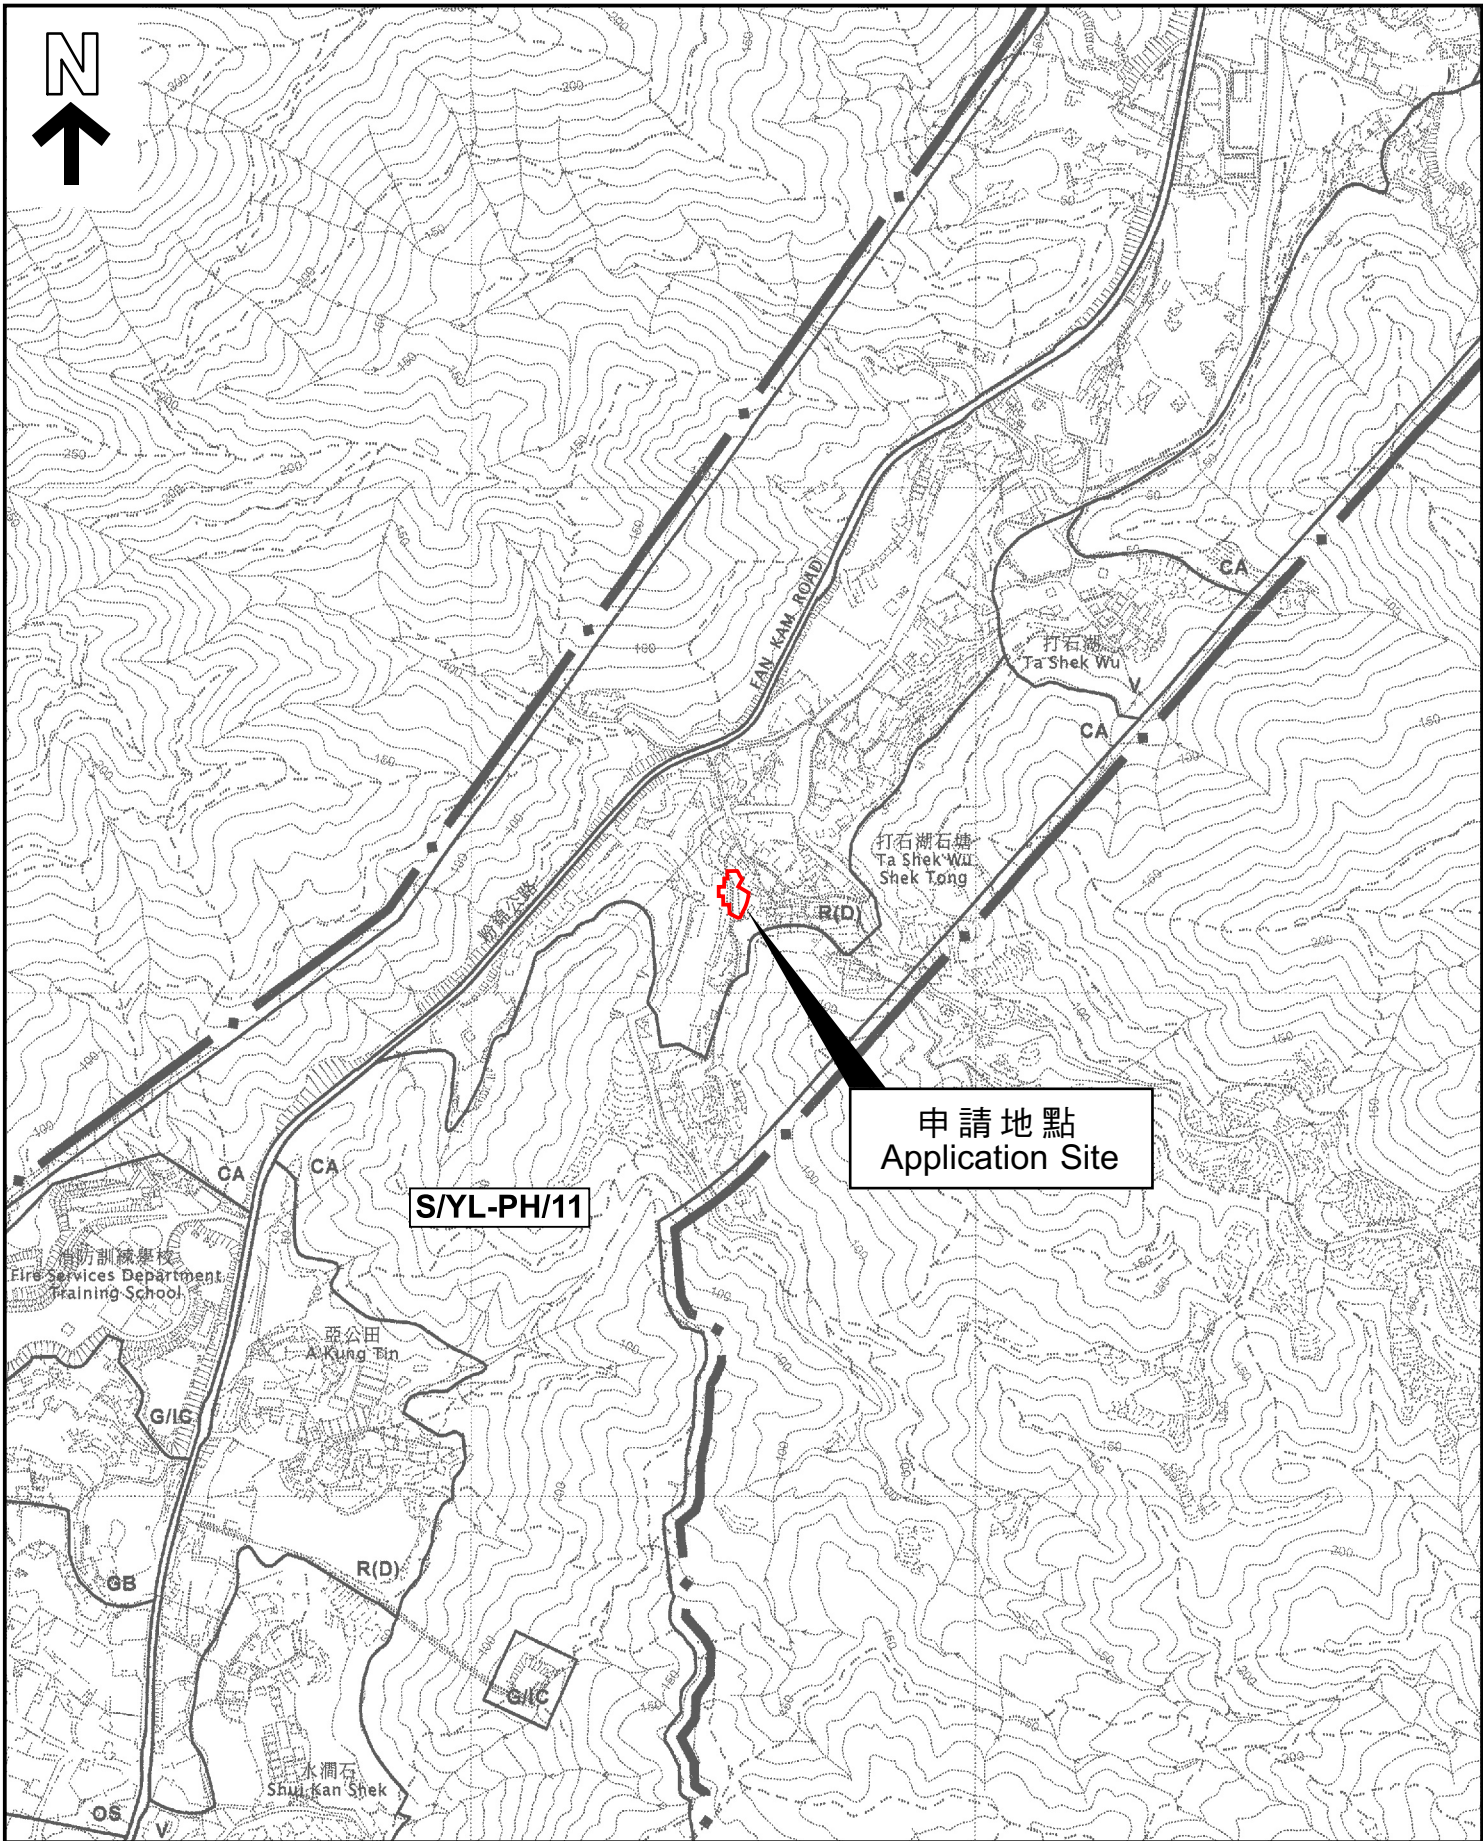 N
FAN KAM ROAD
CA
打石湖
Ta Shek Wu
V
CA
打石湖石塘
Ta Shek Wu
Shek Tong
粉錦公路
R(D)
申請地點
Application Site
CA
CA
S/YL-PH/11
消防訓練學校
Fire Services Department
Training School
亞公田
A Kung Tin
G/IC
R(D)
GB
G/IC
水澗石
Shui Kan Shek
OS
V